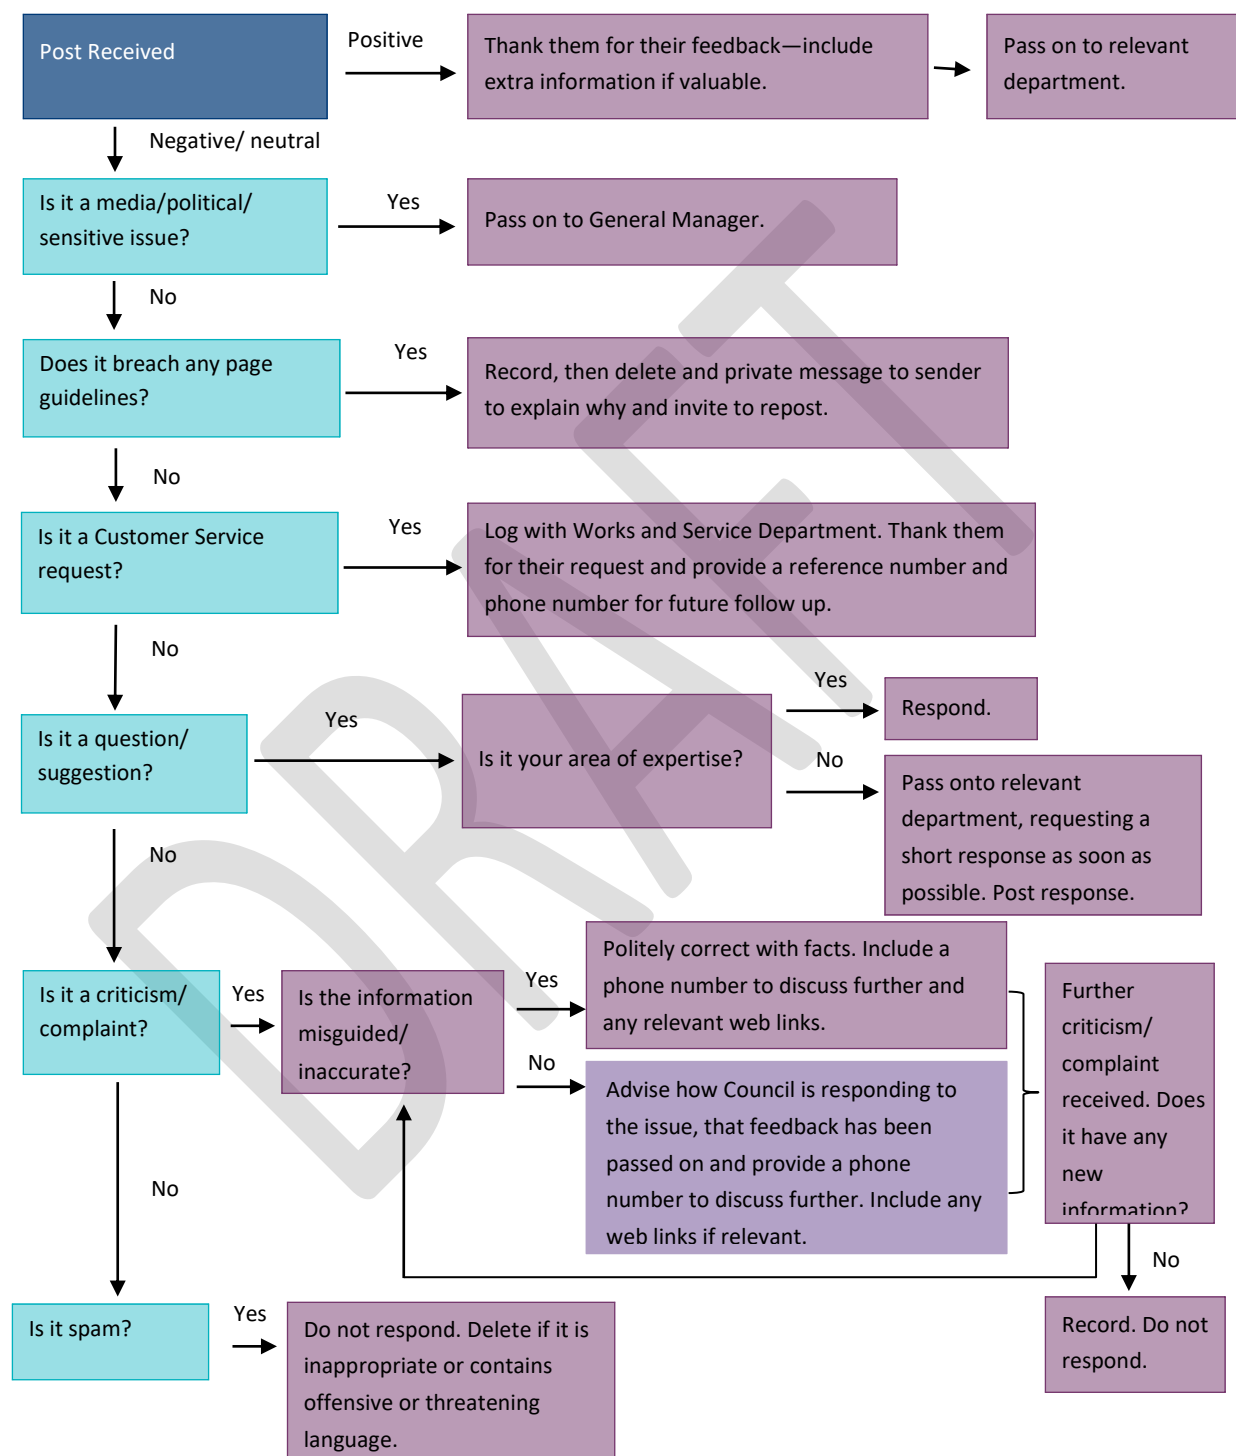 Post Received
Positive
Thank them for their feedback—include
extra information if valuable.
Pass on to relevant
department.
Negative/ neutral
Is it a media/political/
sensitive issue?
Yes
Pass on to General Manager.
No
Does it breach any page
guidelines?
Yes
Record, then delete and private message to sender
to explain why and invite to repost.
No
Is it a Customer Service
request?
Yes
Log with Works and Service Department. Thank them
for their request and provide a reference number and
phone number for future follow up.
No
Is it a question/
suggestion?
Yes
Is it your area of expertise?
Yes
Respond.
No
Pass onto relevant
department, requesting a
short response as soon as
possible. Post response.
No
Is it a criticism/
complaint?
Yes
Is the information
misguided/
inaccurate?
Yes
Politely correct with facts. Include a
phone number to discuss further and
any relevant web links.
No
Advise how Council is responding to
the issue, that feedback has been
passed on and provide a phone
number to discuss further. Include any
web links if relevant.
Further
criticism/
complaint
received. Does
it have any
new
information?
No
Record. Do not
respond.
No
Is it spam?
Yes
Do not respond. Delete if it is
inappropriate or contains
offensive or threatening
language.
DRAFT